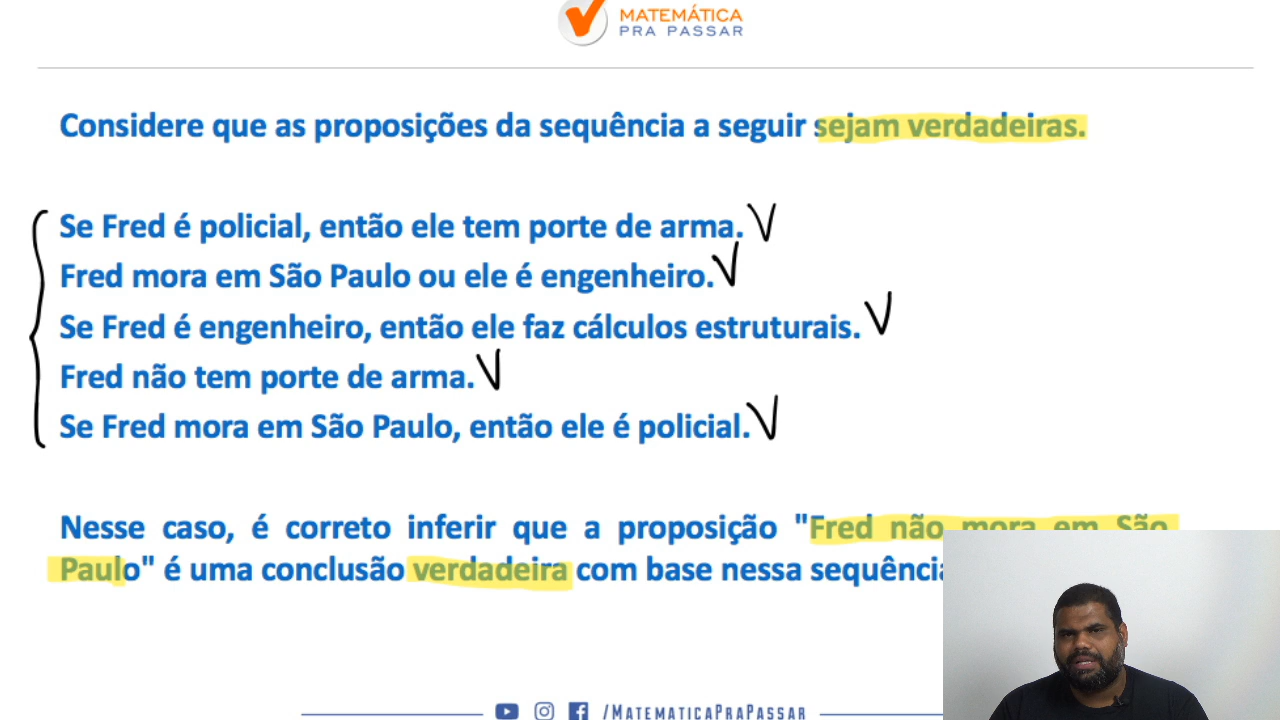 MATEMÁTICA
PRA PASSAR
Considere que as proposições da sequência a seguir sejam verdadeiras.
Se Fred é policial, então ele tem porte de arma. V
Fred mora em São Paulo ou ele é engenheiro. V
Se Fred é engenheiro, então ele faz cálculos estruturais. V
Fred não tem porte de arma. V
Se Fred mora em São Paulo, então ele é policial. V
Nesse caso, é correto inferir que a proposição "Fred não mora em São
Paulo" é uma conclusão verdadeira com base nessa
/MatematicaPraPassar